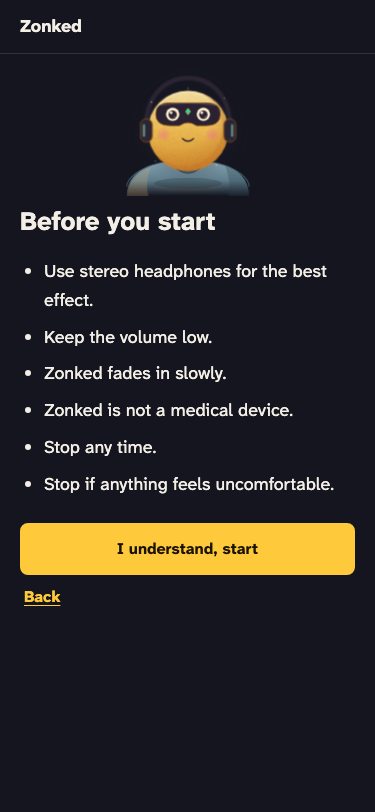 Zonked
Before you start
Use stereo headphones for the best
effect.
Keep the volume low.
Zonked fades in slowly.
Zonked is not a medical device.
Stop any time.
Stop if anything feels uncomfortable.
I understand, start
Back